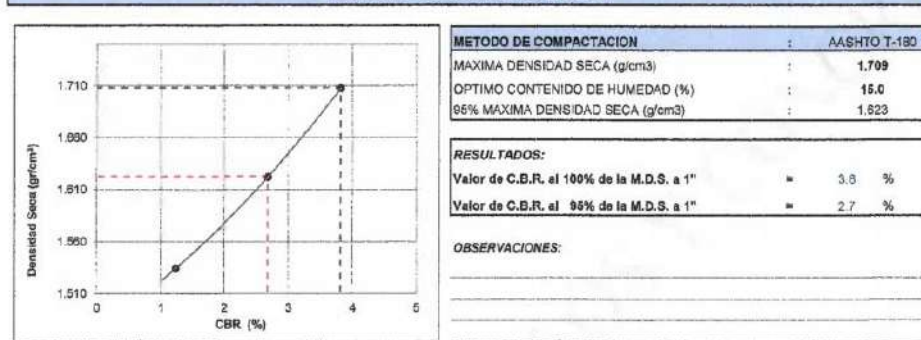 1.710
1.660
1.610
1.560
1.510
0 1 2 3 4 5
Densidad Seca (gr/cm³)
CBR (%)
METODO DE COMPACTACION : AASHTO T-180
MAXIMA DENSIDAD SECA (g/cm3) : 1.709
OPTIMO CONTENIDO DE HUMEDAD (%) : 15.0
95% MAXIMA DENSIDAD SECA (g/cm3) : 1.623
RESULTADOS:
Valor de C.B.R. al 100% de la M.D.S. a 1" = 3.8 %
Valor de C.B.R. al 95% de la M.D.S. a 1" = 2.7 %
OBSERVACIONES: